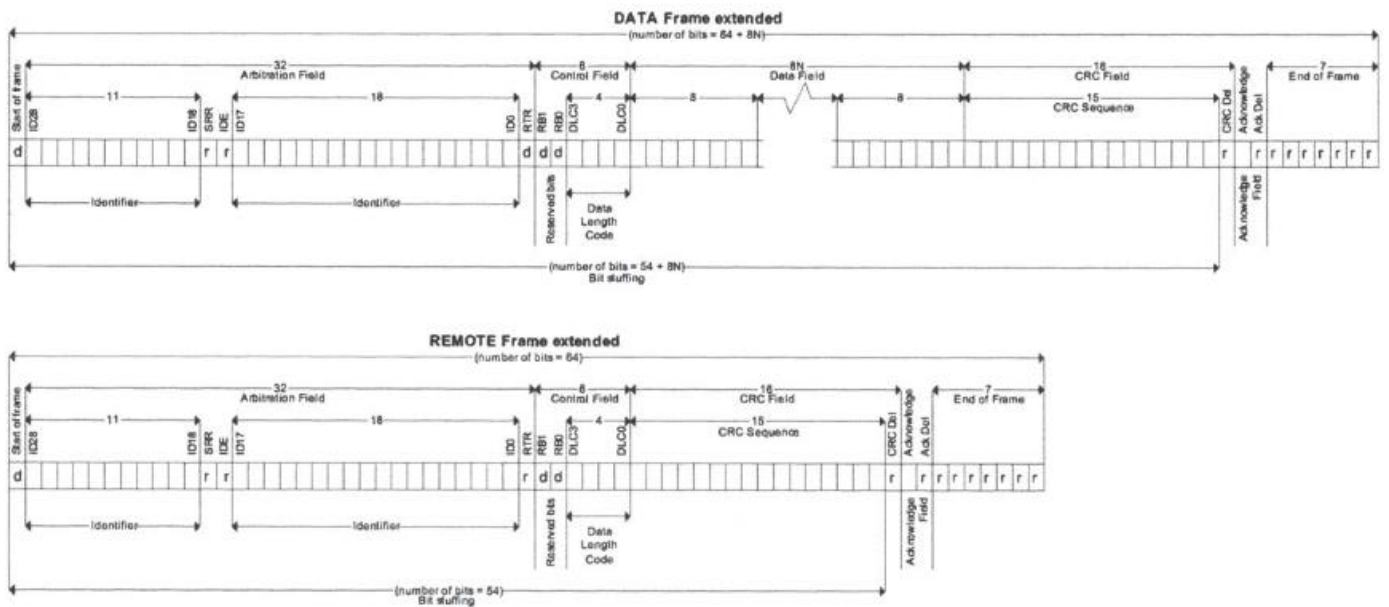 DATA Frame extended
(number of bits = 64 + 8N)
32
Arbitration Field
6
Control Field
8N
Data Field
16
CRC Field
7
End of Frame
11
18
4
8
8
15
CRC Sequence
Start of frame
ID28
ID18
SRR
IDE
ID17
ID0
RTR
RB1
RB0
DLC3
DLC0
CRC Del
Acknowledge
Ack Del
d r r d d d r r r r r r r r r
Identifier
Identifier
Reserved bits
Data
Length
Code
Acknowledge
Field
(number of bits = 54 + 8N)
Bit stuffing
REMOTE Frame extended
(number of bits = 64)
32
Arbitration Field
6
Control Field
16
CRC Field
7
End of Frame
11
18
4
15
CRC Sequence
Start of frame
ID28
ID18
SRR
IDE
ID17
ID0
RTR
RB1
RB0
DLC3
DLC0
CRC Del
Acknowledge
Ack Del
d r r r d d r r r r r r r r r
Identifier
Identifier
Reserved bits
Data
Length
Code
Acknowledge
Field
(number of bits = 54)
Bit stuffing